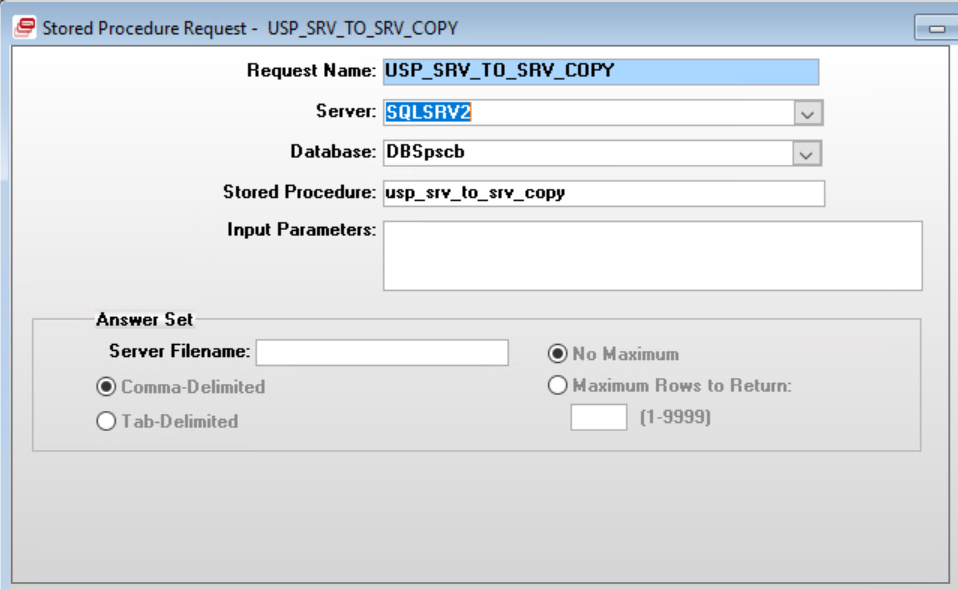 Stored Procedure Request - USP_SRV_TO_SRV_COPY
Request Name: USP_SRV_TO_SRV_COPY
Server: SQLSRV2
Database: DBSpscb
Stored Procedure: usp_srv_to_srv_copy
Input Parameters:
Answer Set
Server Filename:
No Maximum
Comma-Delimited
Maximum Rows to Return:
Tab-Delimited
(1-9999)